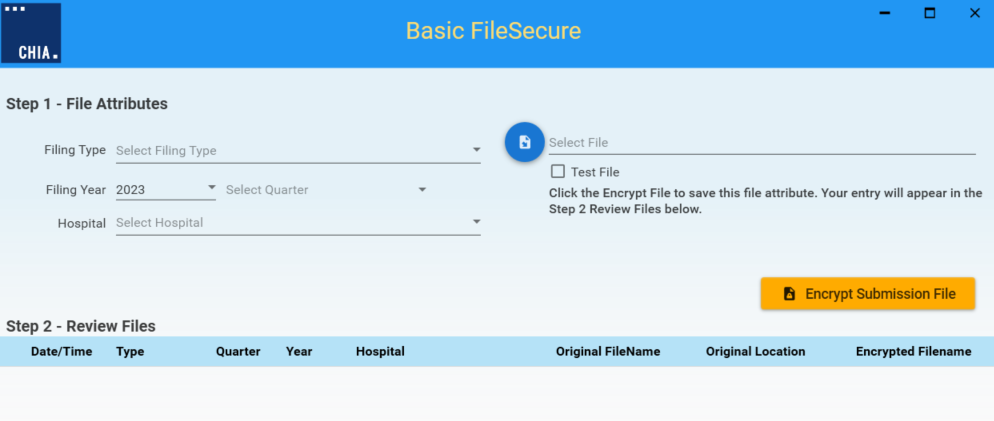 CHIA.
Basic FileSecure
Step 1 - File Attributes
Filing Type Select Filing Type
Filing Year 2023 Select Quarter
Hospital Select Hospital
Select File
Test File
Click the Encrypt File to save this file attribute. Your entry will appear in the
Step 2 Review Files below.
Encrypt Submission File
Step 2 - Review Files
Date/Time Type Quarter Year Hospital Original FileName Original Location Encrypted Filename